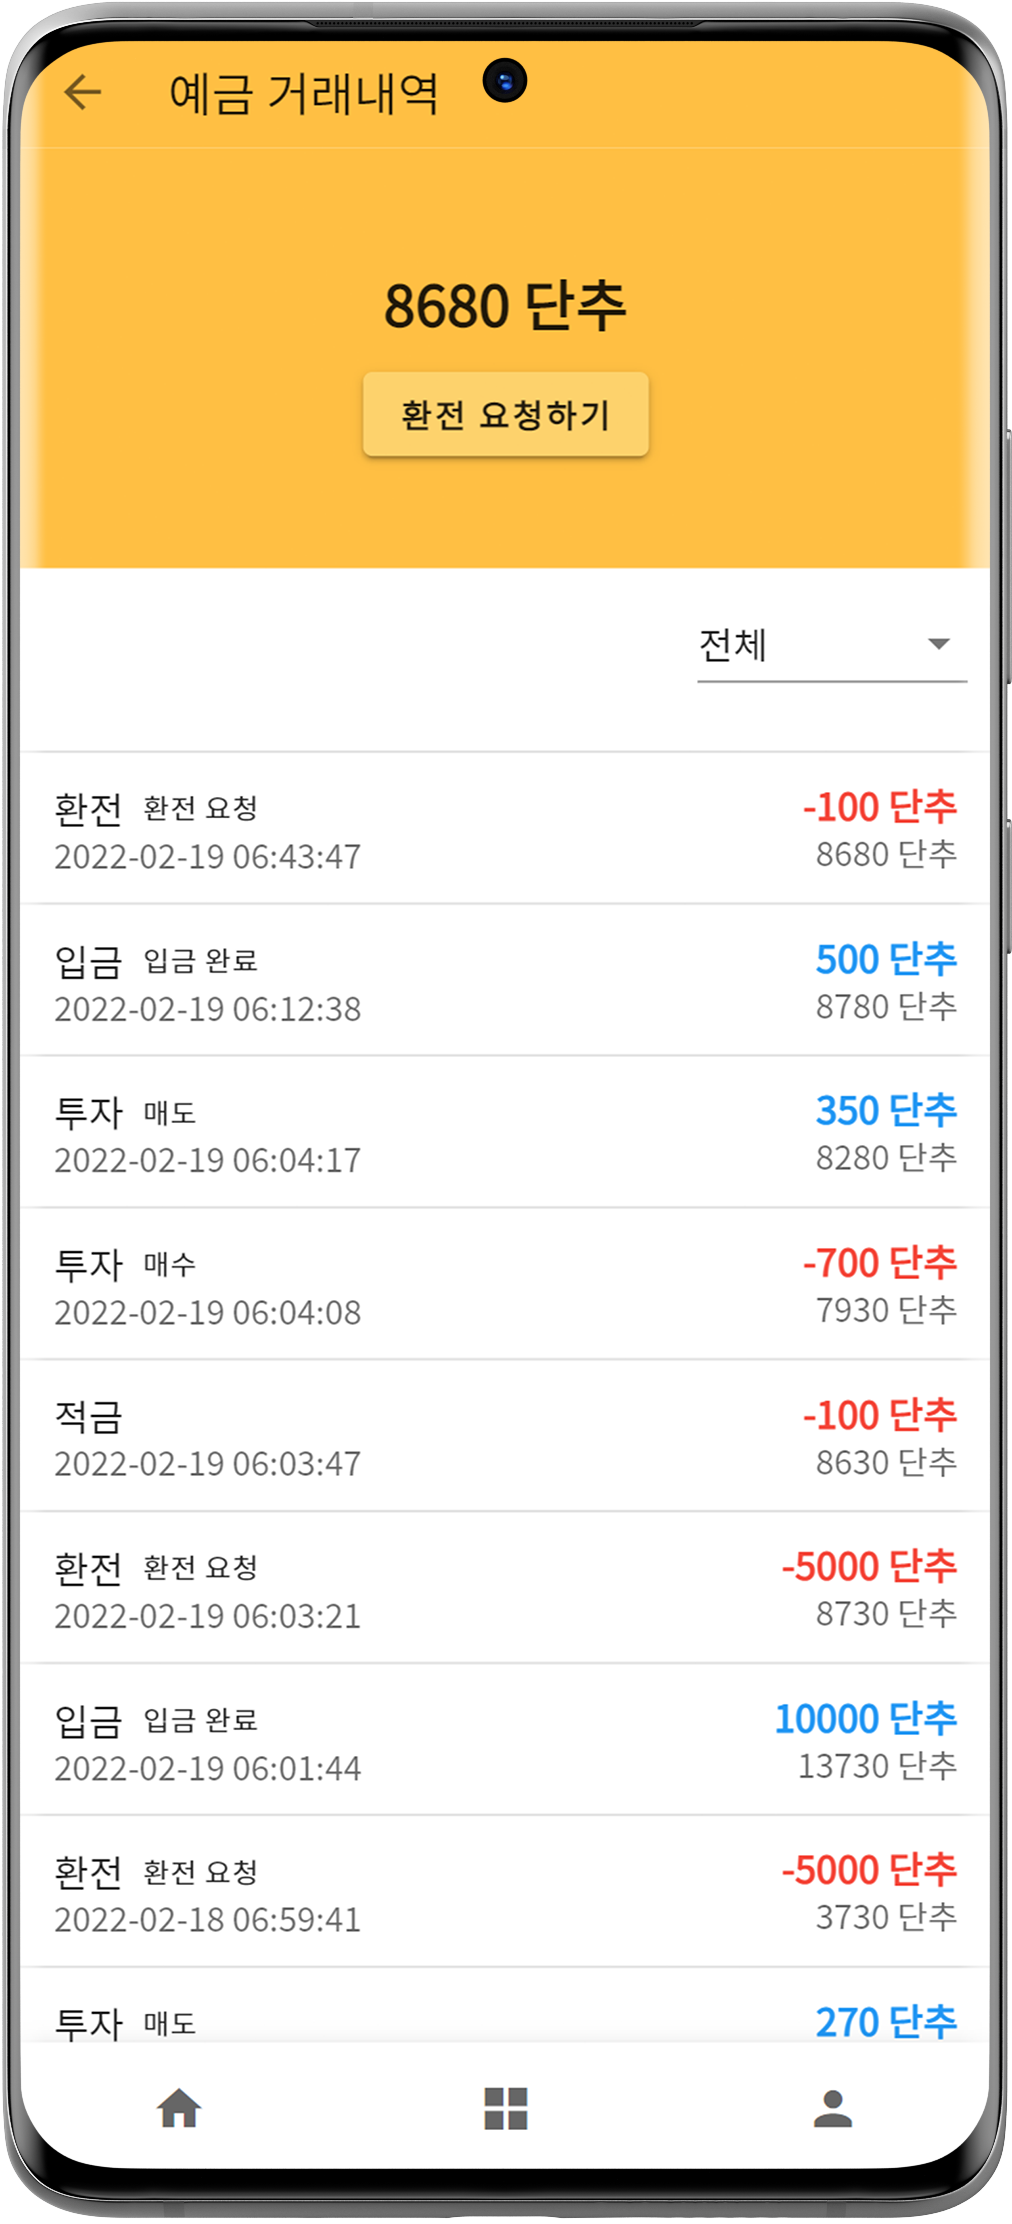 예금 거래내역
8680 단추
환전 요청하기
전체
환전 환전 요청 -100 단추
2022-02-19 06:43:47 8680 단추
입금 입금 완료 500 단추
2022-02-19 06:12:38 8780 단추
투자 매도 350 단추
2022-02-19 06:04:17 8280 단추
투자 매수 -700 단추
2022-02-19 06:04:08 7930 단추
적금 -100 단추
2022-02-19 06:03:47 8630 단추
환전 환전 요청 -5000 단추
2022-02-19 06:03:21 8730 단추
입금 입금 완료 10000 단추
2022-02-19 06:01:44 13730 단추
환전 환전 요청 -5000 단추
2022-02-18 06:59:41 3730 단추
투자 매도 270 단추